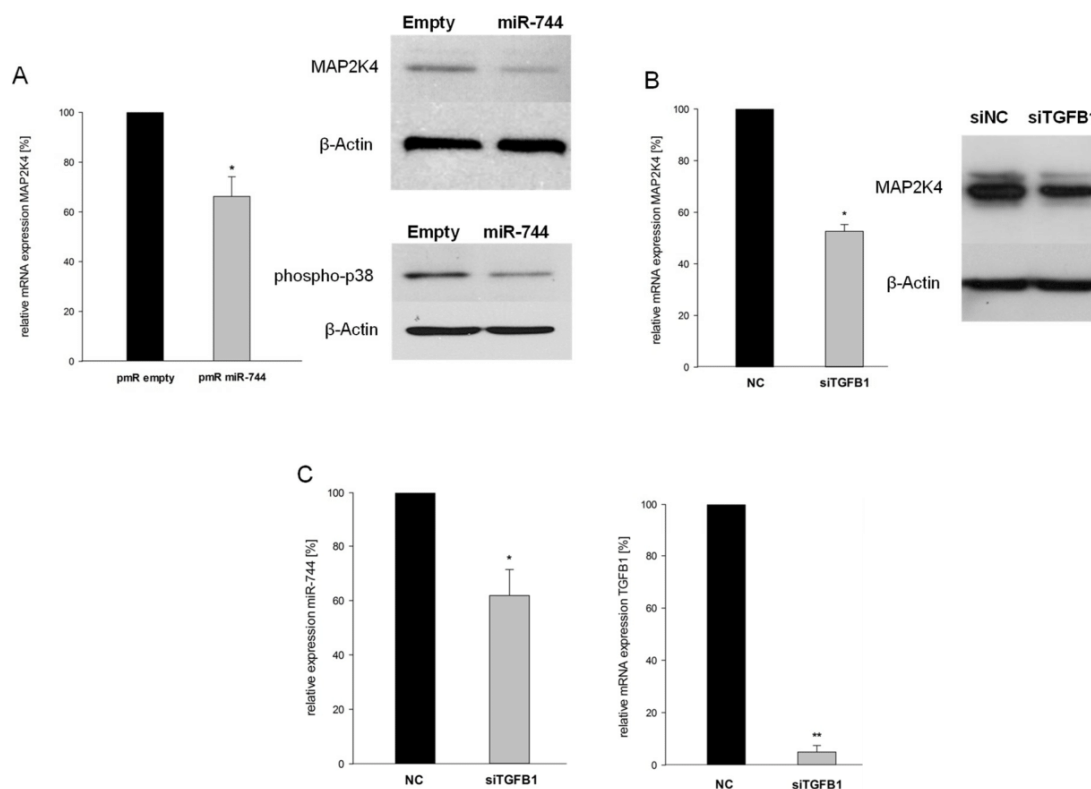 A
relative mRNA expression MAP2K4 [%]
100
80
60
40
20
0
*
pmR empty pmR miR-744
Empty miR-744
MAP2K4
β-Actin
Empty miR-744
phospho-p38
β-Actin
B
relative mRNA expression MAP2K4 [%]
100
80
60
40
20
0
*
NC siTGFB1
siNC siTGFB1
MAP2K4
β-Actin
C
relative expression miR-744 [%]
100
80
60
40
20
0
*
NC siTGFB1
relative mRNA expression TGFB1 [%]
100
80
60
40
20
0
**
NC siTGFB1